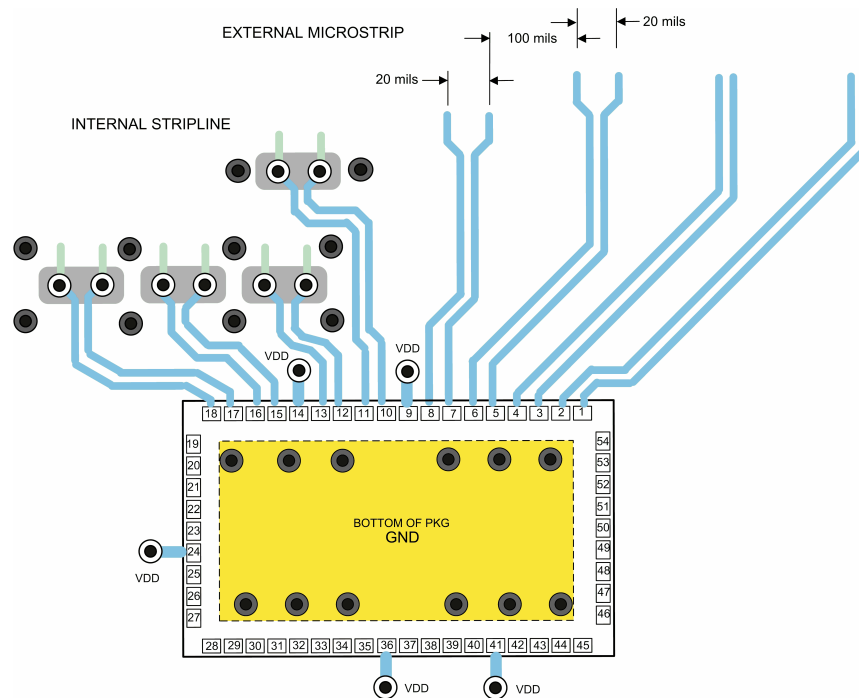 EXTERNAL MICROSTRIP
100 mils
20 mils
20 mils
INTERNAL STRIPLINE
VDD
VDD
18 17 16 15 14 13 12 11 10 9 8 7 6 5 4 3 2 1
19
20
21
22
23
24
25
26
27
54
53
52
51
50
49
48
47
46
BOTTOM OF PKG
GND
VDD
28 29 30 31 32 33 34 35 36 37 38 39 40 41 42 43 44 45
VDD
VDD